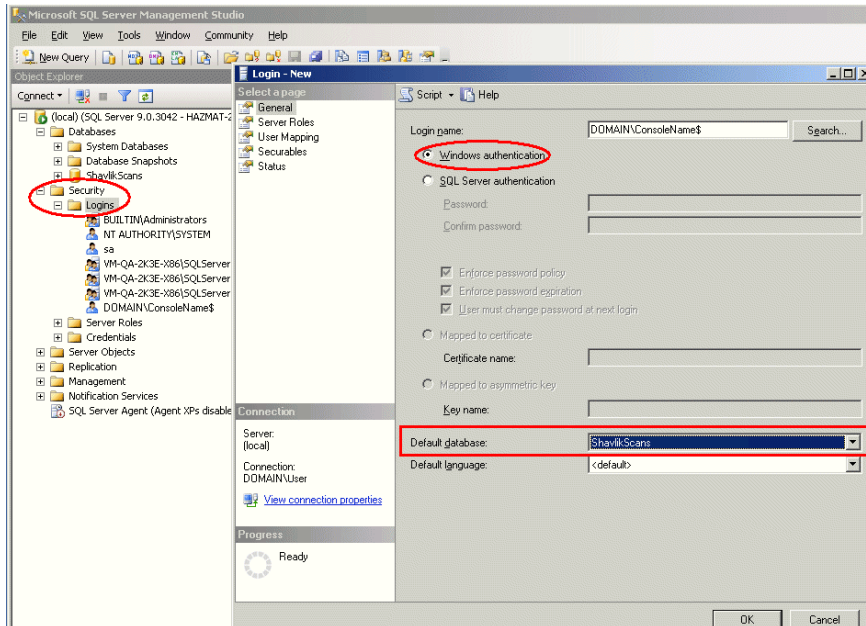 Microsoft SQL Server Management Studio
File Edit View Tools Window Community Help
New Query
Object Explorer
Connect
(local) (SQL Server 9.0.3042 - HAZMAT-2
Databases
System Databases
Database Snapshots
ShavlikScans
Security
Logins
BUILTIN\Administrators
NT AUTHORITY\SYSTEM
sa
VM-QA-2K3E-X86\SQLServer
VM-QA-2K3E-X86\SQLServer
VM-QA-2K3E-X86\SQLServer
DOMAIN\ConsoleName$
Server Roles
Credentials
Server Objects
Replication
Management
Notification Services
SQL Server Agent (Agent XPs disable
Login - New
Select a page
General
Server Roles
User Mapping
Securables
Status
Connection
Server:
(local)
Connection:
DOMAIN\User
View connection properties
Progress
Ready
Script Help
Login name: DOMAIN\ConsoleName$ Search...
Windows authentication
SQL Server authentication
Password:
Confirm password:
Enforce password policy
Enforce password expiration
User must change password at next login
Mapped to certificate
Certificate name:
Mapped to asymmetric key
Key name:
Default database: ShavlikScans
Default language: <default>
OK Cancel